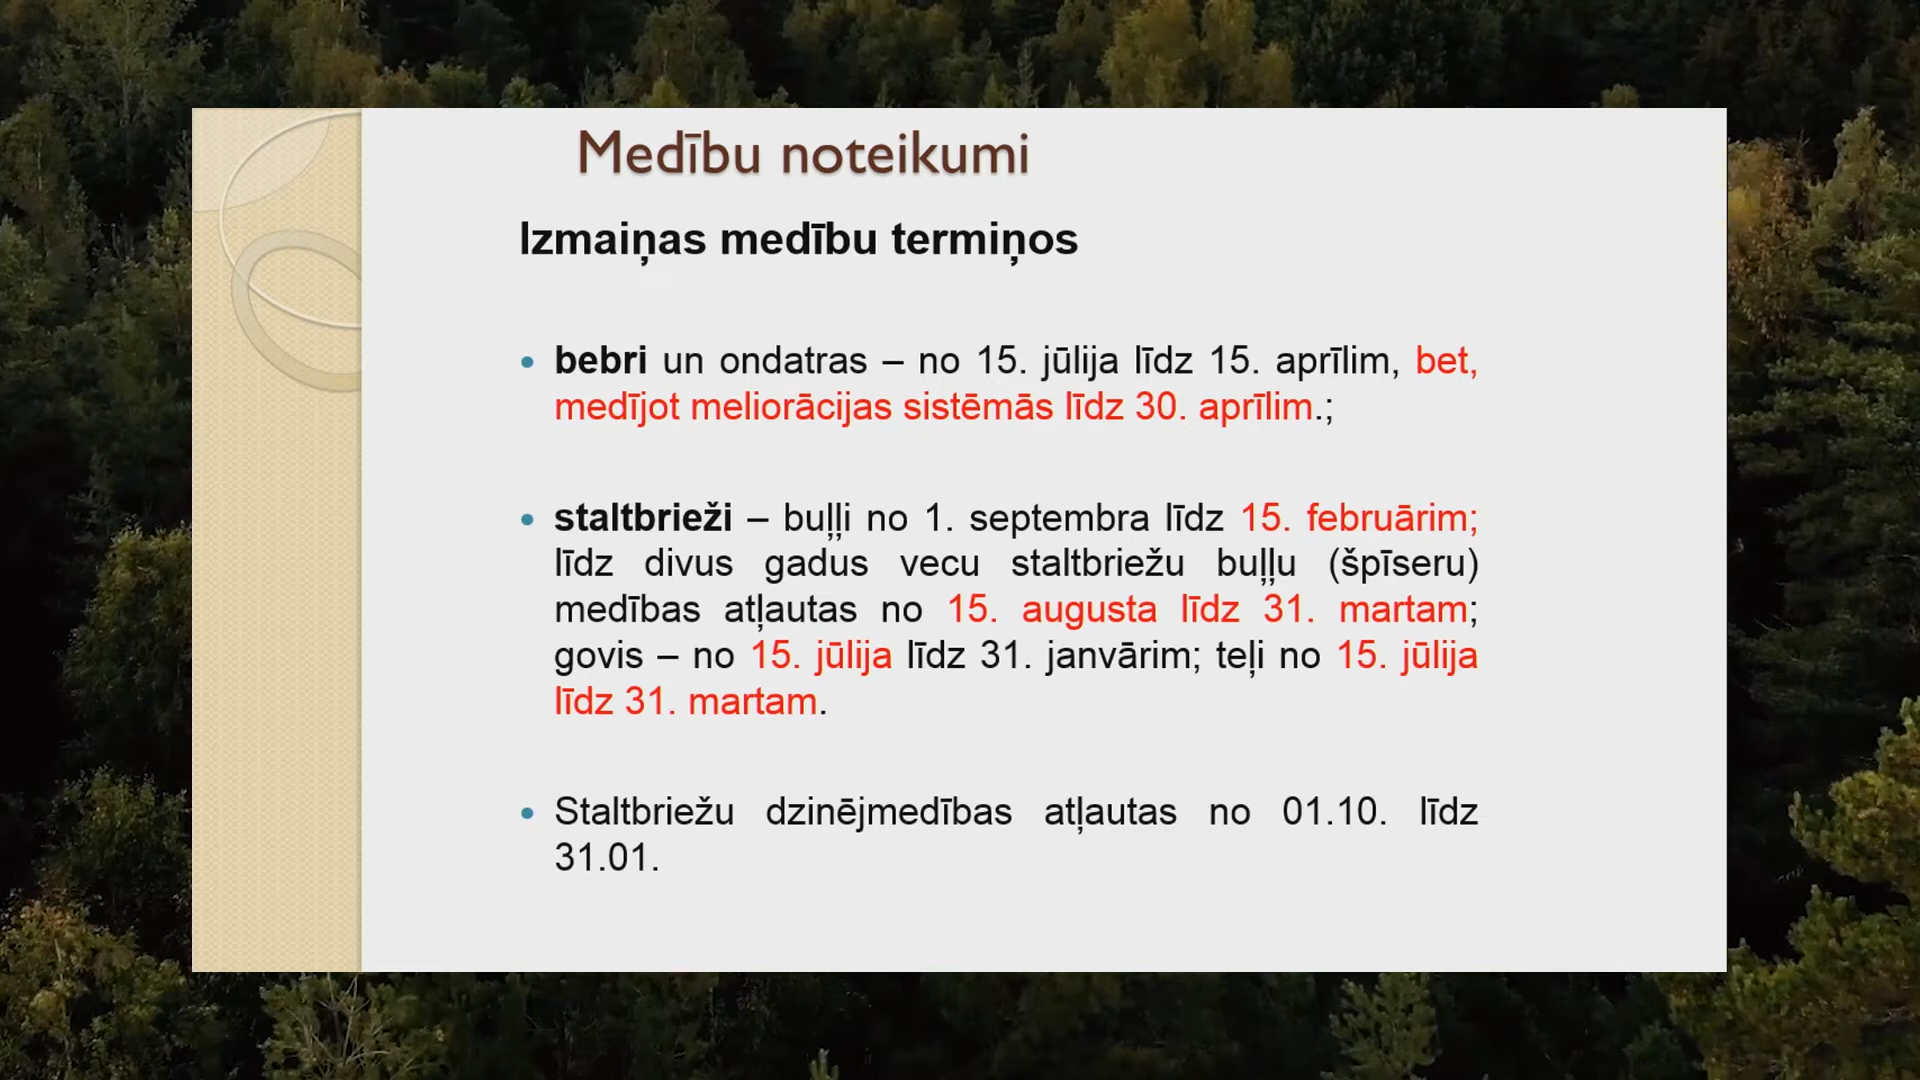 Medību noteikumi
Izmaiņas medību termiņos
• bebri un ondatras – no 15. jūlija līdz 15. aprīlim, bet,
medījot meliorācijas sistēmās līdz 30. aprīlim.;
• staltbrieži – buļļi no 1. septembra līdz 15. februārim;
līdz divus gadus vecu staltbriežu buļļu (špīseru)
medības atļautas no 15. augusta līdz 31. martam;
govis – no 15. jūlija līdz 31. janvārim; teļi no 15. jūlija
līdz 31. martam.
• Staltbriežu dzinējmedības atļautas no 01.10. līdz
31.01.